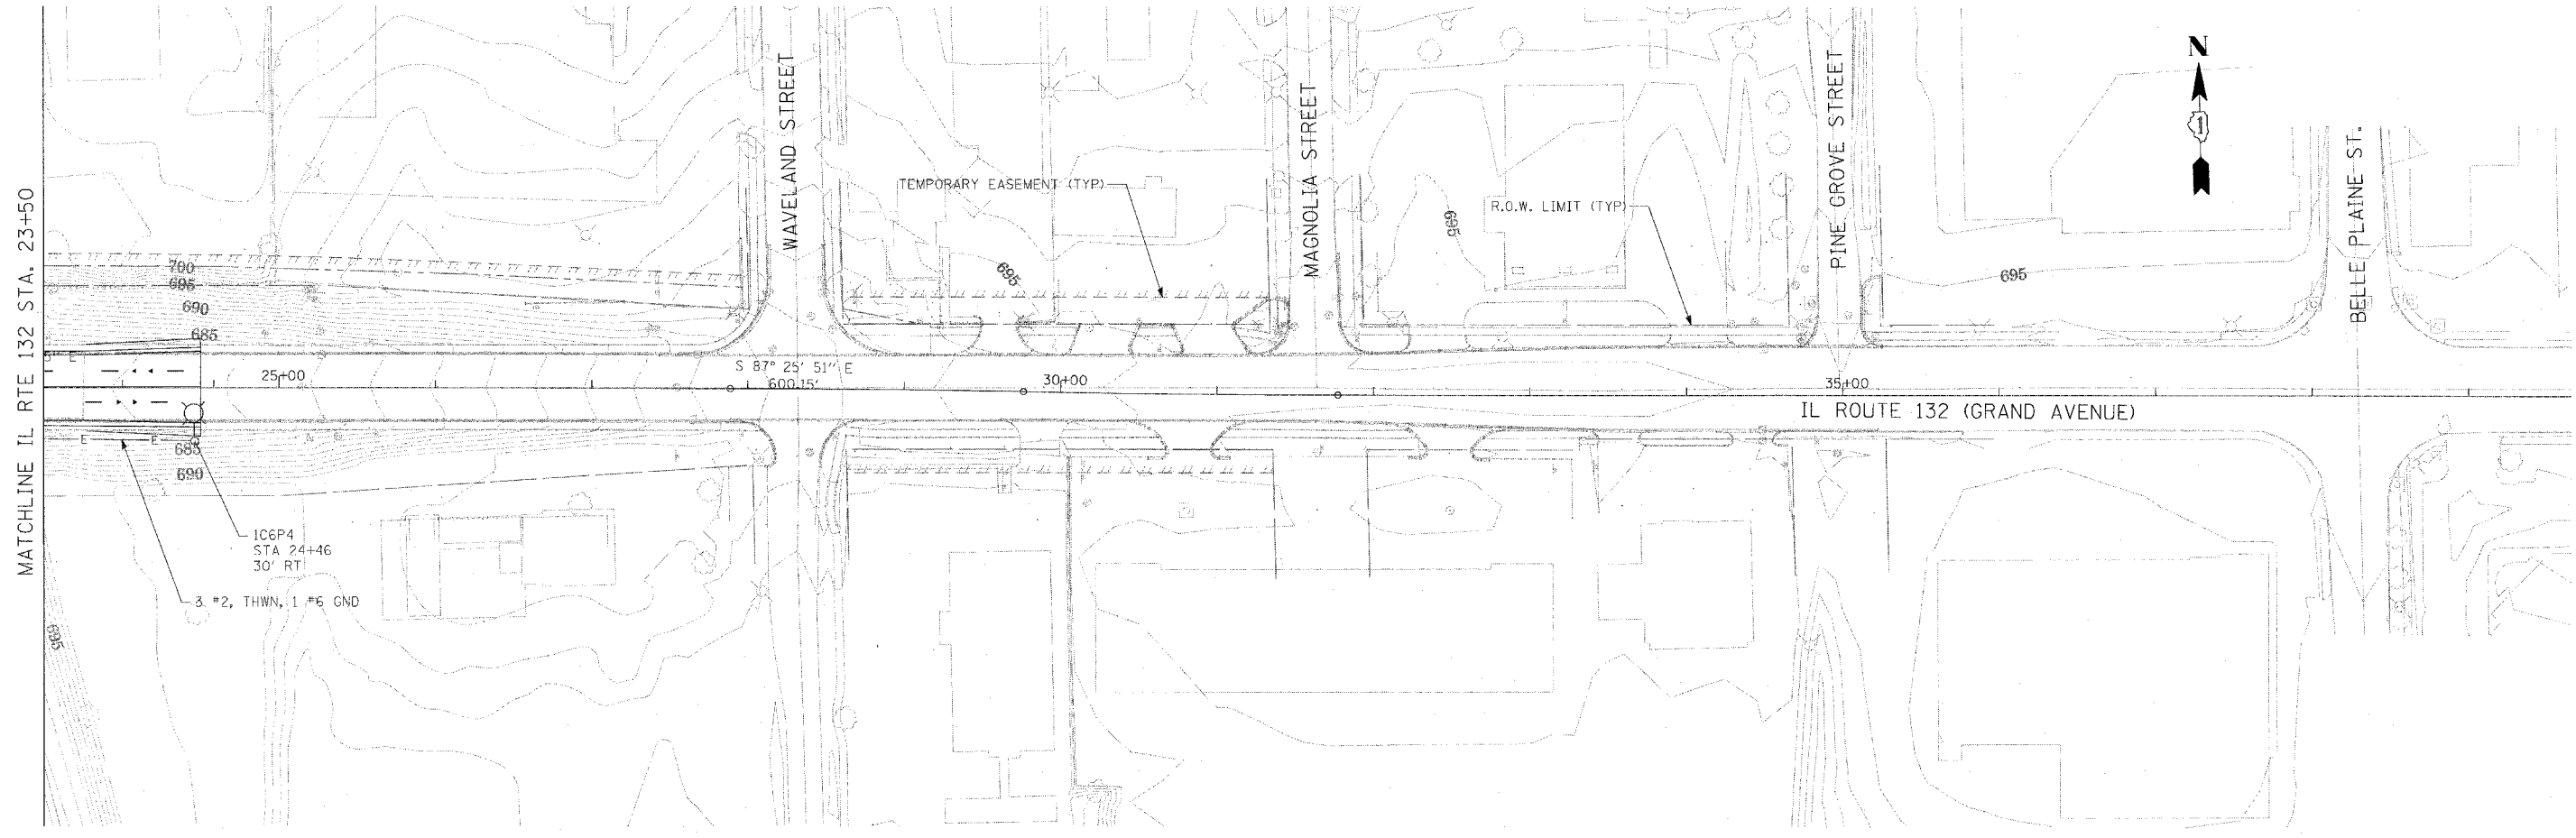 MATCHLINE IL RTE 132 STA. 23+50
WAVELAND STREET
MAGNOLIA STREET
PINE GROVE STREET
BELLE PLAINE ST.
N
TEMPORARY EASEMENT (TYP)
R.O.W. LIMIT (TYP)
700
695
690
685
695
695
695
S 87° 25' 51" E
600.15'
25+00
30+00
35+00
IL ROUTE 132 (GRAND AVENUE)
E
E
E
685
690
1C6P4
STA 24+46
30' RT
3 #2, THWN, 1 #6 GND
695